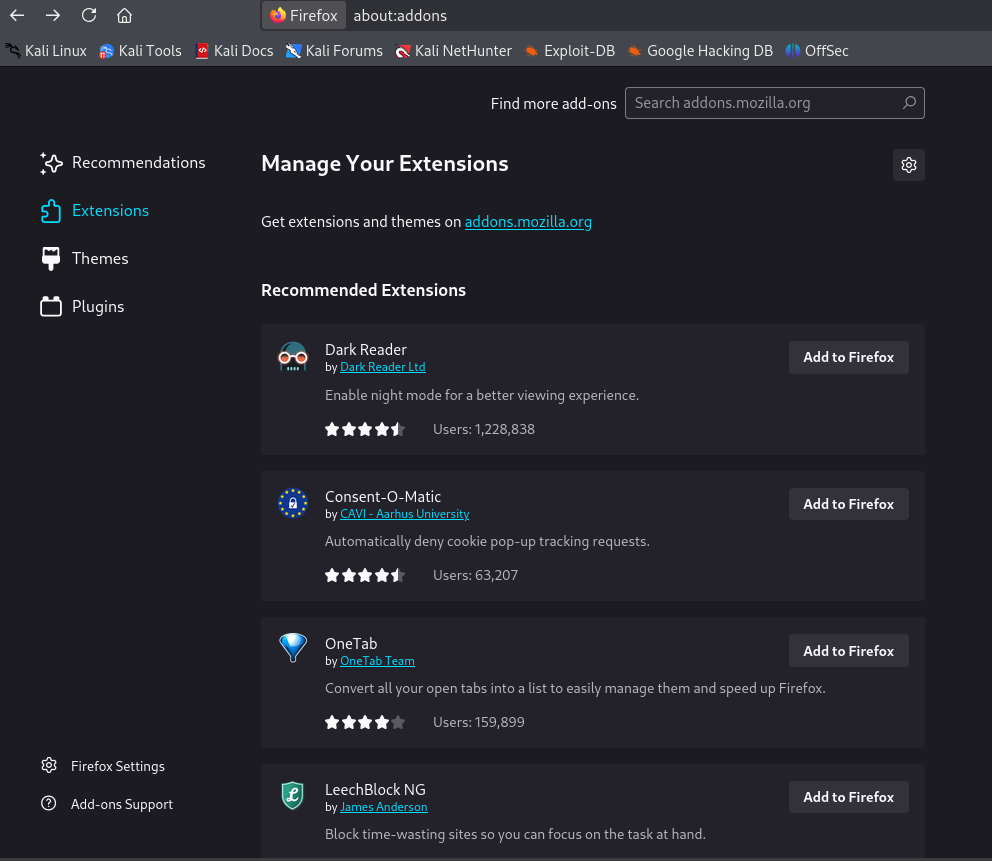 Firefox about:addons
Kali Linux Kali Tools Kali Docs Kali Forums Kali NetHunter Exploit-DB Google Hacking DB OffSec
Find more add-ons Search addons.mozilla.org
Recommendations
Extensions
Themes
Plugins
Manage Your Extensions
Get extensions and themes on addons.mozilla.org
Recommended Extensions
Dark Reader
by Dark Reader Ltd
Add to Firefox
Enable night mode for a better viewing experience.
Users: 1,228,838
Consent-O-Matic
by CAVI - Aarhus University
Add to Firefox
Automatically deny cookie pop-up tracking requests.
Users: 63,207
OneTab
by OneTab Team
Add to Firefox
Convert all your open tabs into a list to easily manage them and speed up Firefox.
Users: 159,899
LeechBlock NG
by James Anderson
Add to Firefox
Block time-wasting sites so you can focus on the task at hand.
Firefox Settings
Add-ons Support